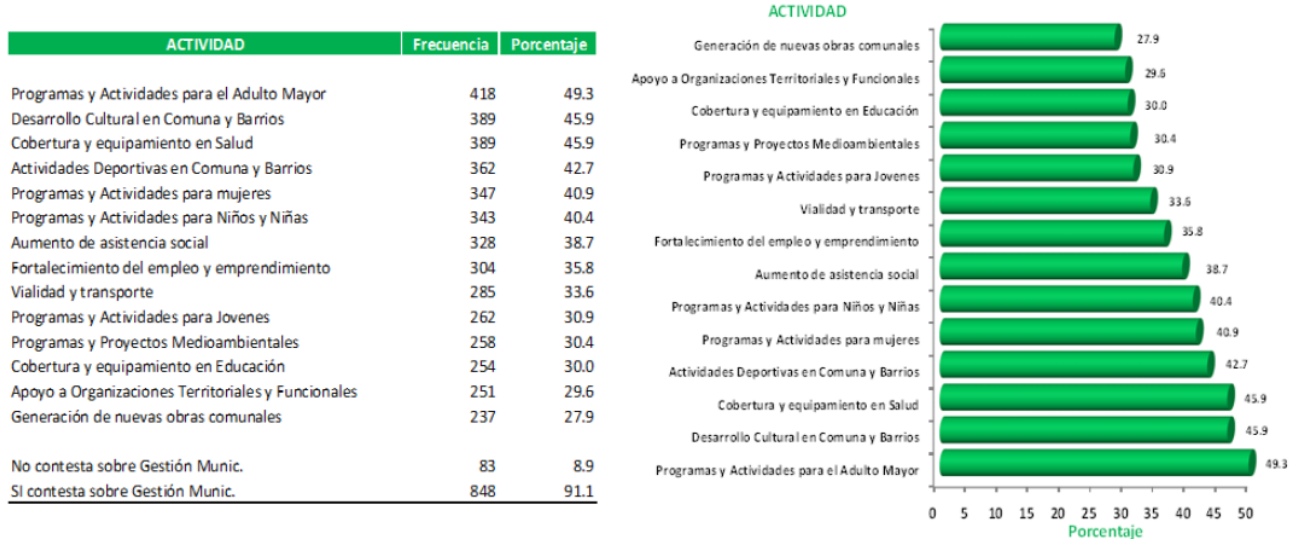 ACTIVIDAD Frecuencia Porcentaje
Programas y Actividades para el Adulto Mayor 418 49.3
Desarrollo Cultural en Comuna y Barrios 389 45.9
Cobertura y equipamiento en Salud 389 45.9
Actividades Deportivas en Comuna y Barrios 362 42.7
Programas y Actividades para mujeres 347 40.9
Programas y Actividades para Niños y Niñas 343 40.4
Aumento de asistencia social 328 38.7
Fortalecimiento del empleo y emprendimiento 304 35.8
Vialidad y transporte 285 33.6
Programas y Actividades para Jovenes 262 30.9
Programas y Proyectos Medioambientales 258 30.4
Cobertura y equipamiento en Educación 254 30.0
Apoyo a Organizaciones Territoriales y Funcionales 251 29.6
Generación de nuevas obras comunales 237 27.9
No contesta sobre Gestión Munic. 83 8.9
SI contesta sobre Gestión Munic. 848 91.1
ACTIVIDAD
Generación de nuevas obras comunales 27.9
Apoyo a Organizaciones Territoriales y Funcionales 29.6
Cobertura y equipamiento en Educación 30.0
Programas y Proyectos Medioambientales 30.4
Programas y Actividades para Jovenes 30.9
Vialidad y transporte 33.6
Fortalecimiento del empleo y emprendimiento 35.8
Aumento de asistencia social 38.7
Programas y Actividades para Niños y Niñas 40.4
Programas y Actividades para mujeres 40.9
Actividades Deportivas en Comuna y Barrios 42.7
Cobertura y equipamiento en Salud 45.9
Desarrollo Cultural en Comuna y Barrios 45.9
Programas y Actividades para el Adulto Mayor 49.3
0 5 10 15 20 25 30 35 40 45 50
Porcentaje